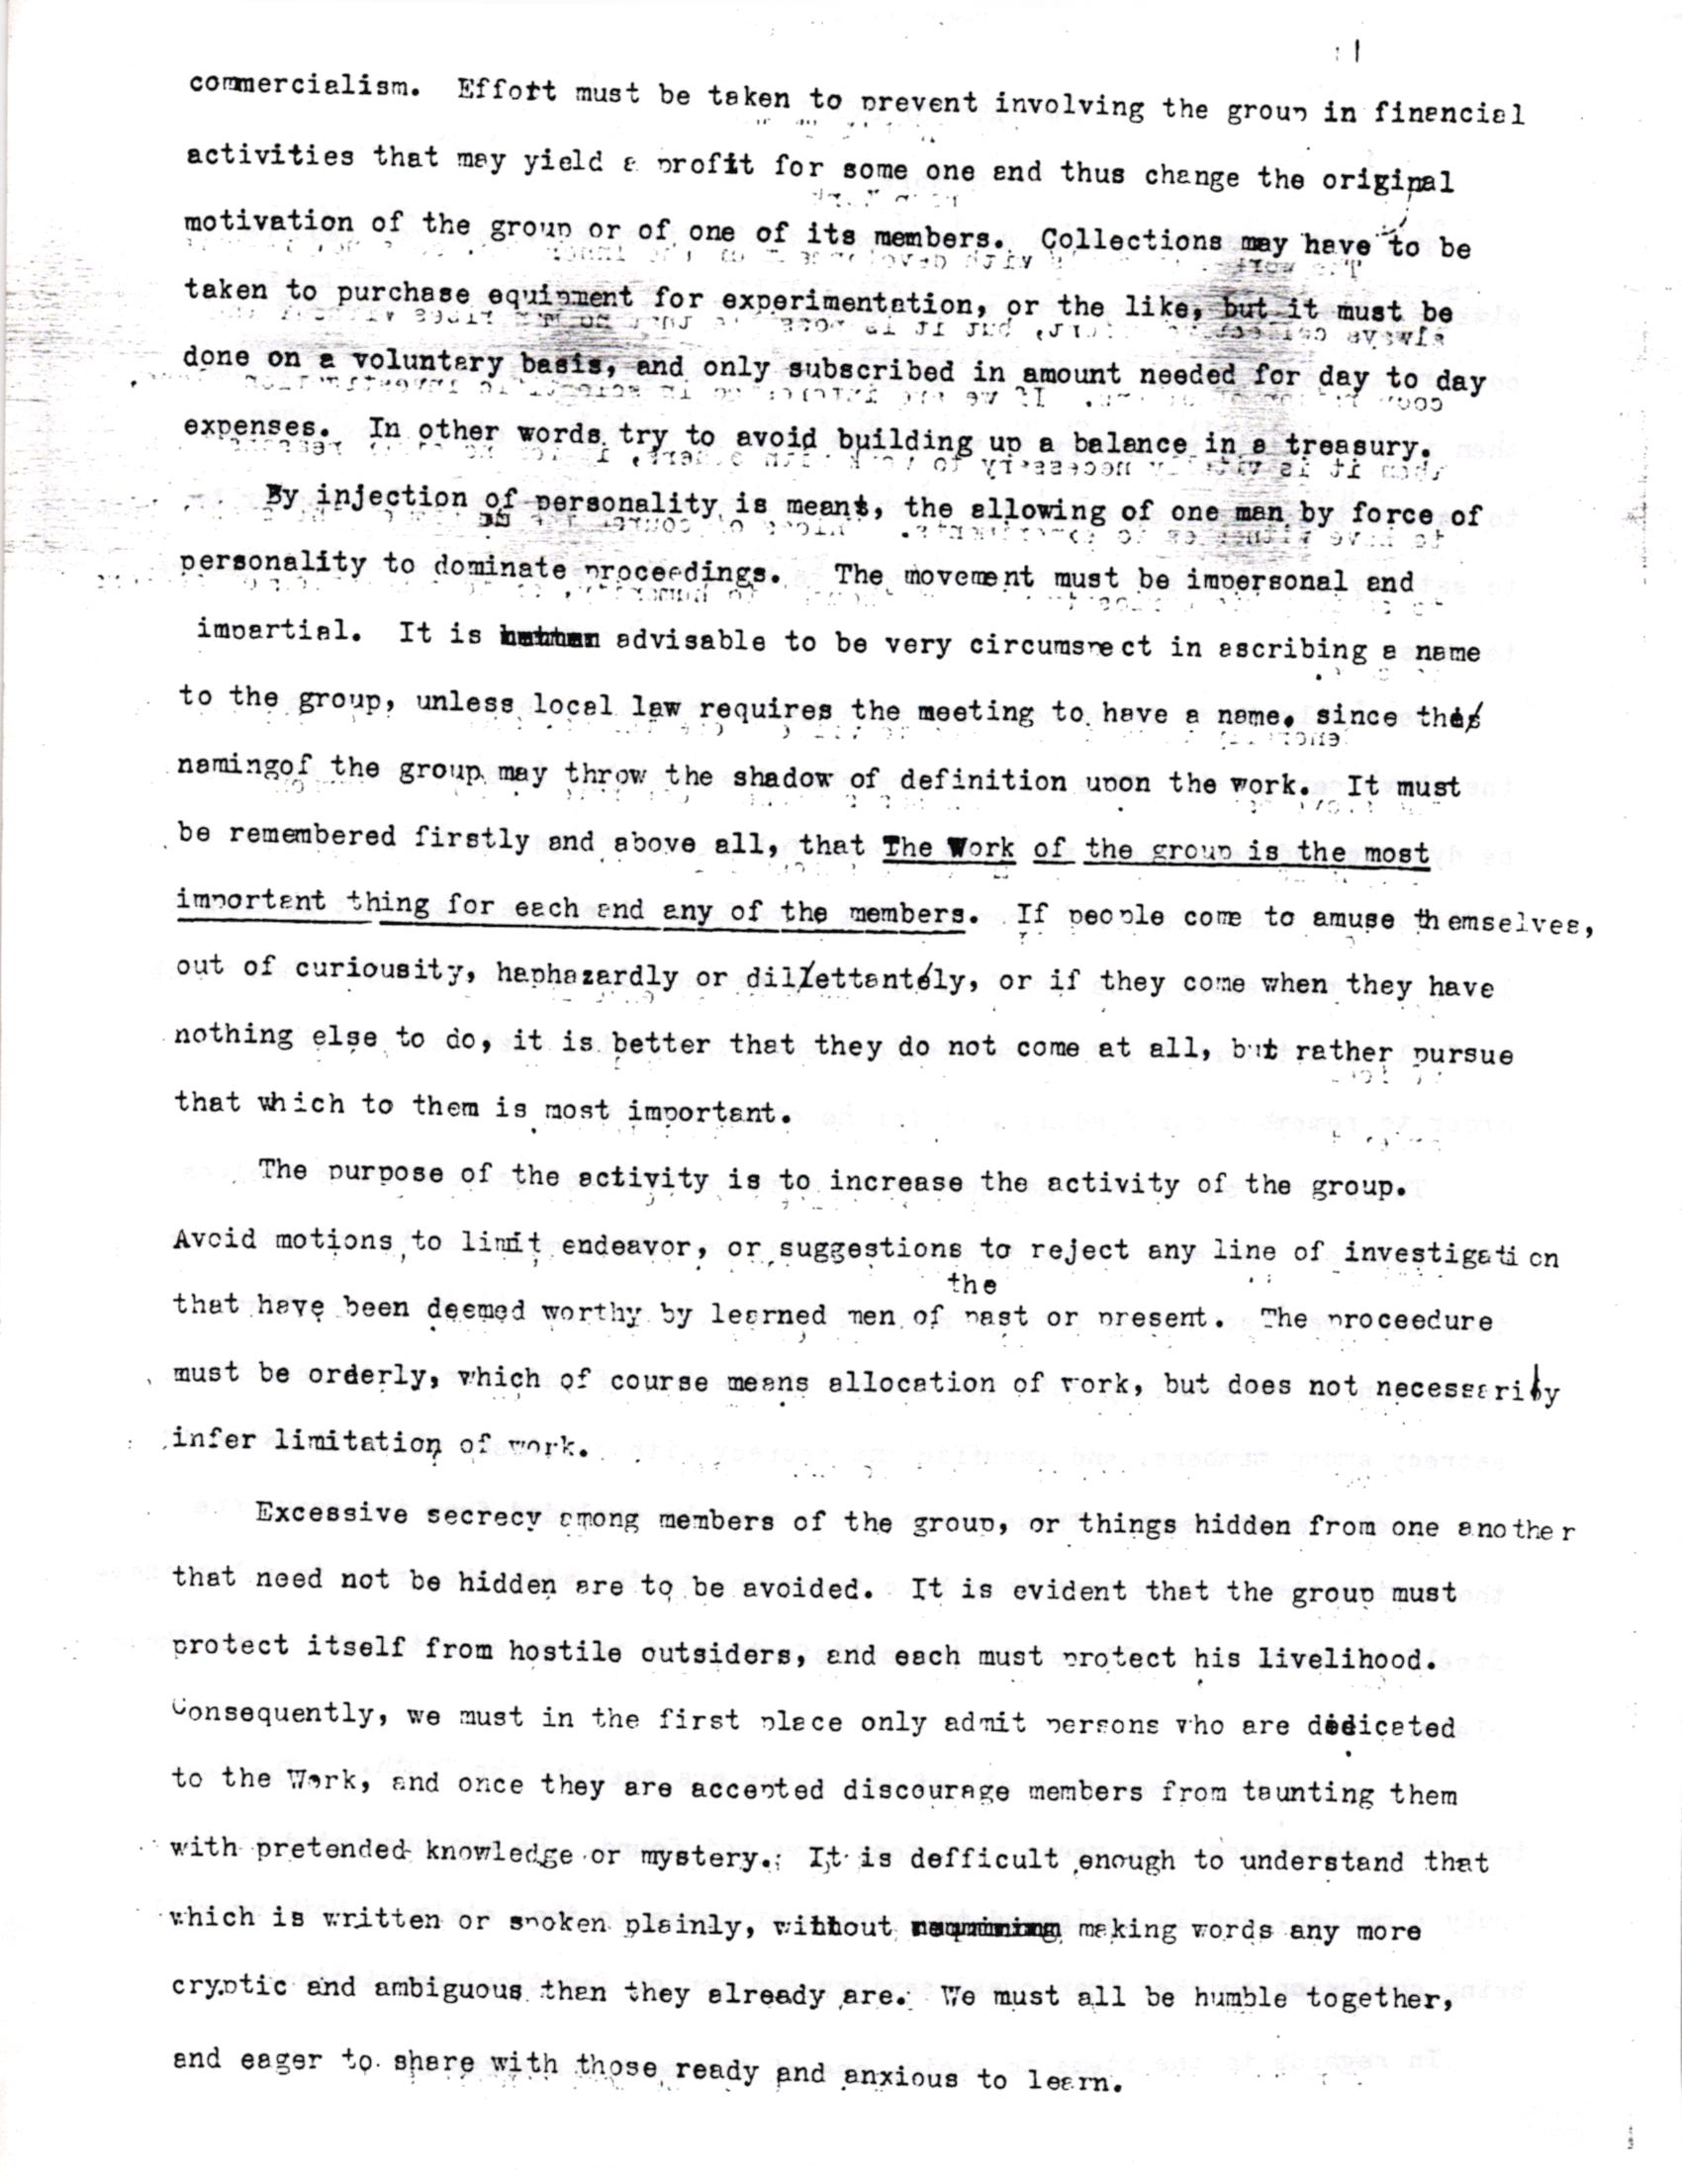 commercialism. Effort must be taken to prevent involving the group in financial
activities that may yield a profit for some one and thus change the original
motivation of the group or of one of its members. Collections may have to be
taken to purchase equipment for experimentation, or the like, but it must be
done on a voluntary basis, and only subscribed in amount needed for day to day
expenses. In other words try to avoid building up a balance in a treasury.
By injection of personality is meant, the allowing of one man by force of
personality to dominate proceedings. The movement must be impersonal and
impartial. It is advisable to be very circumspect in ascribing a name
to the group, unless local law requires the meeting to have a name, since the
namingof the group may throw the shadow of definition upon the work. It must
be remembered firstly and above all, that The Work of the group is the most
important thing for each and any of the members. If people come to amuse themselves,
out of curiousity, haphazardly or dilettantely, or if they come when they have
nothing else to do, it is better that they do not come at all, but rather pursue
that which to them is most important.
The purpose of the activity is to increase the activity of the group.
Avoid motions to limit endeavor, or suggestions to reject any line of investigation
the
that have been deemed worthy by learned men of past or present. The proceedure
must be orderly, which of course means allocation of work, but does not necessarily
infer limitation of work.
Excessive secrecy among members of the group, or things hidden from one another
that need not be hidden are to be avoided. It is evident that the group must
protect itself from hostile outsiders, and each must protect his livelihood.
Consequently, we must in the first place only admit persons who are dedicated
to the Work, and once they are accepted discourage members from taunting them
with pretended knowledge or mystery. It is defficult enough to understand that
which is written or spoken plainly, without making words any more
cryptic and ambiguous than they already are. We must all be humble together,
and eager to share with those ready and anxious to learn.